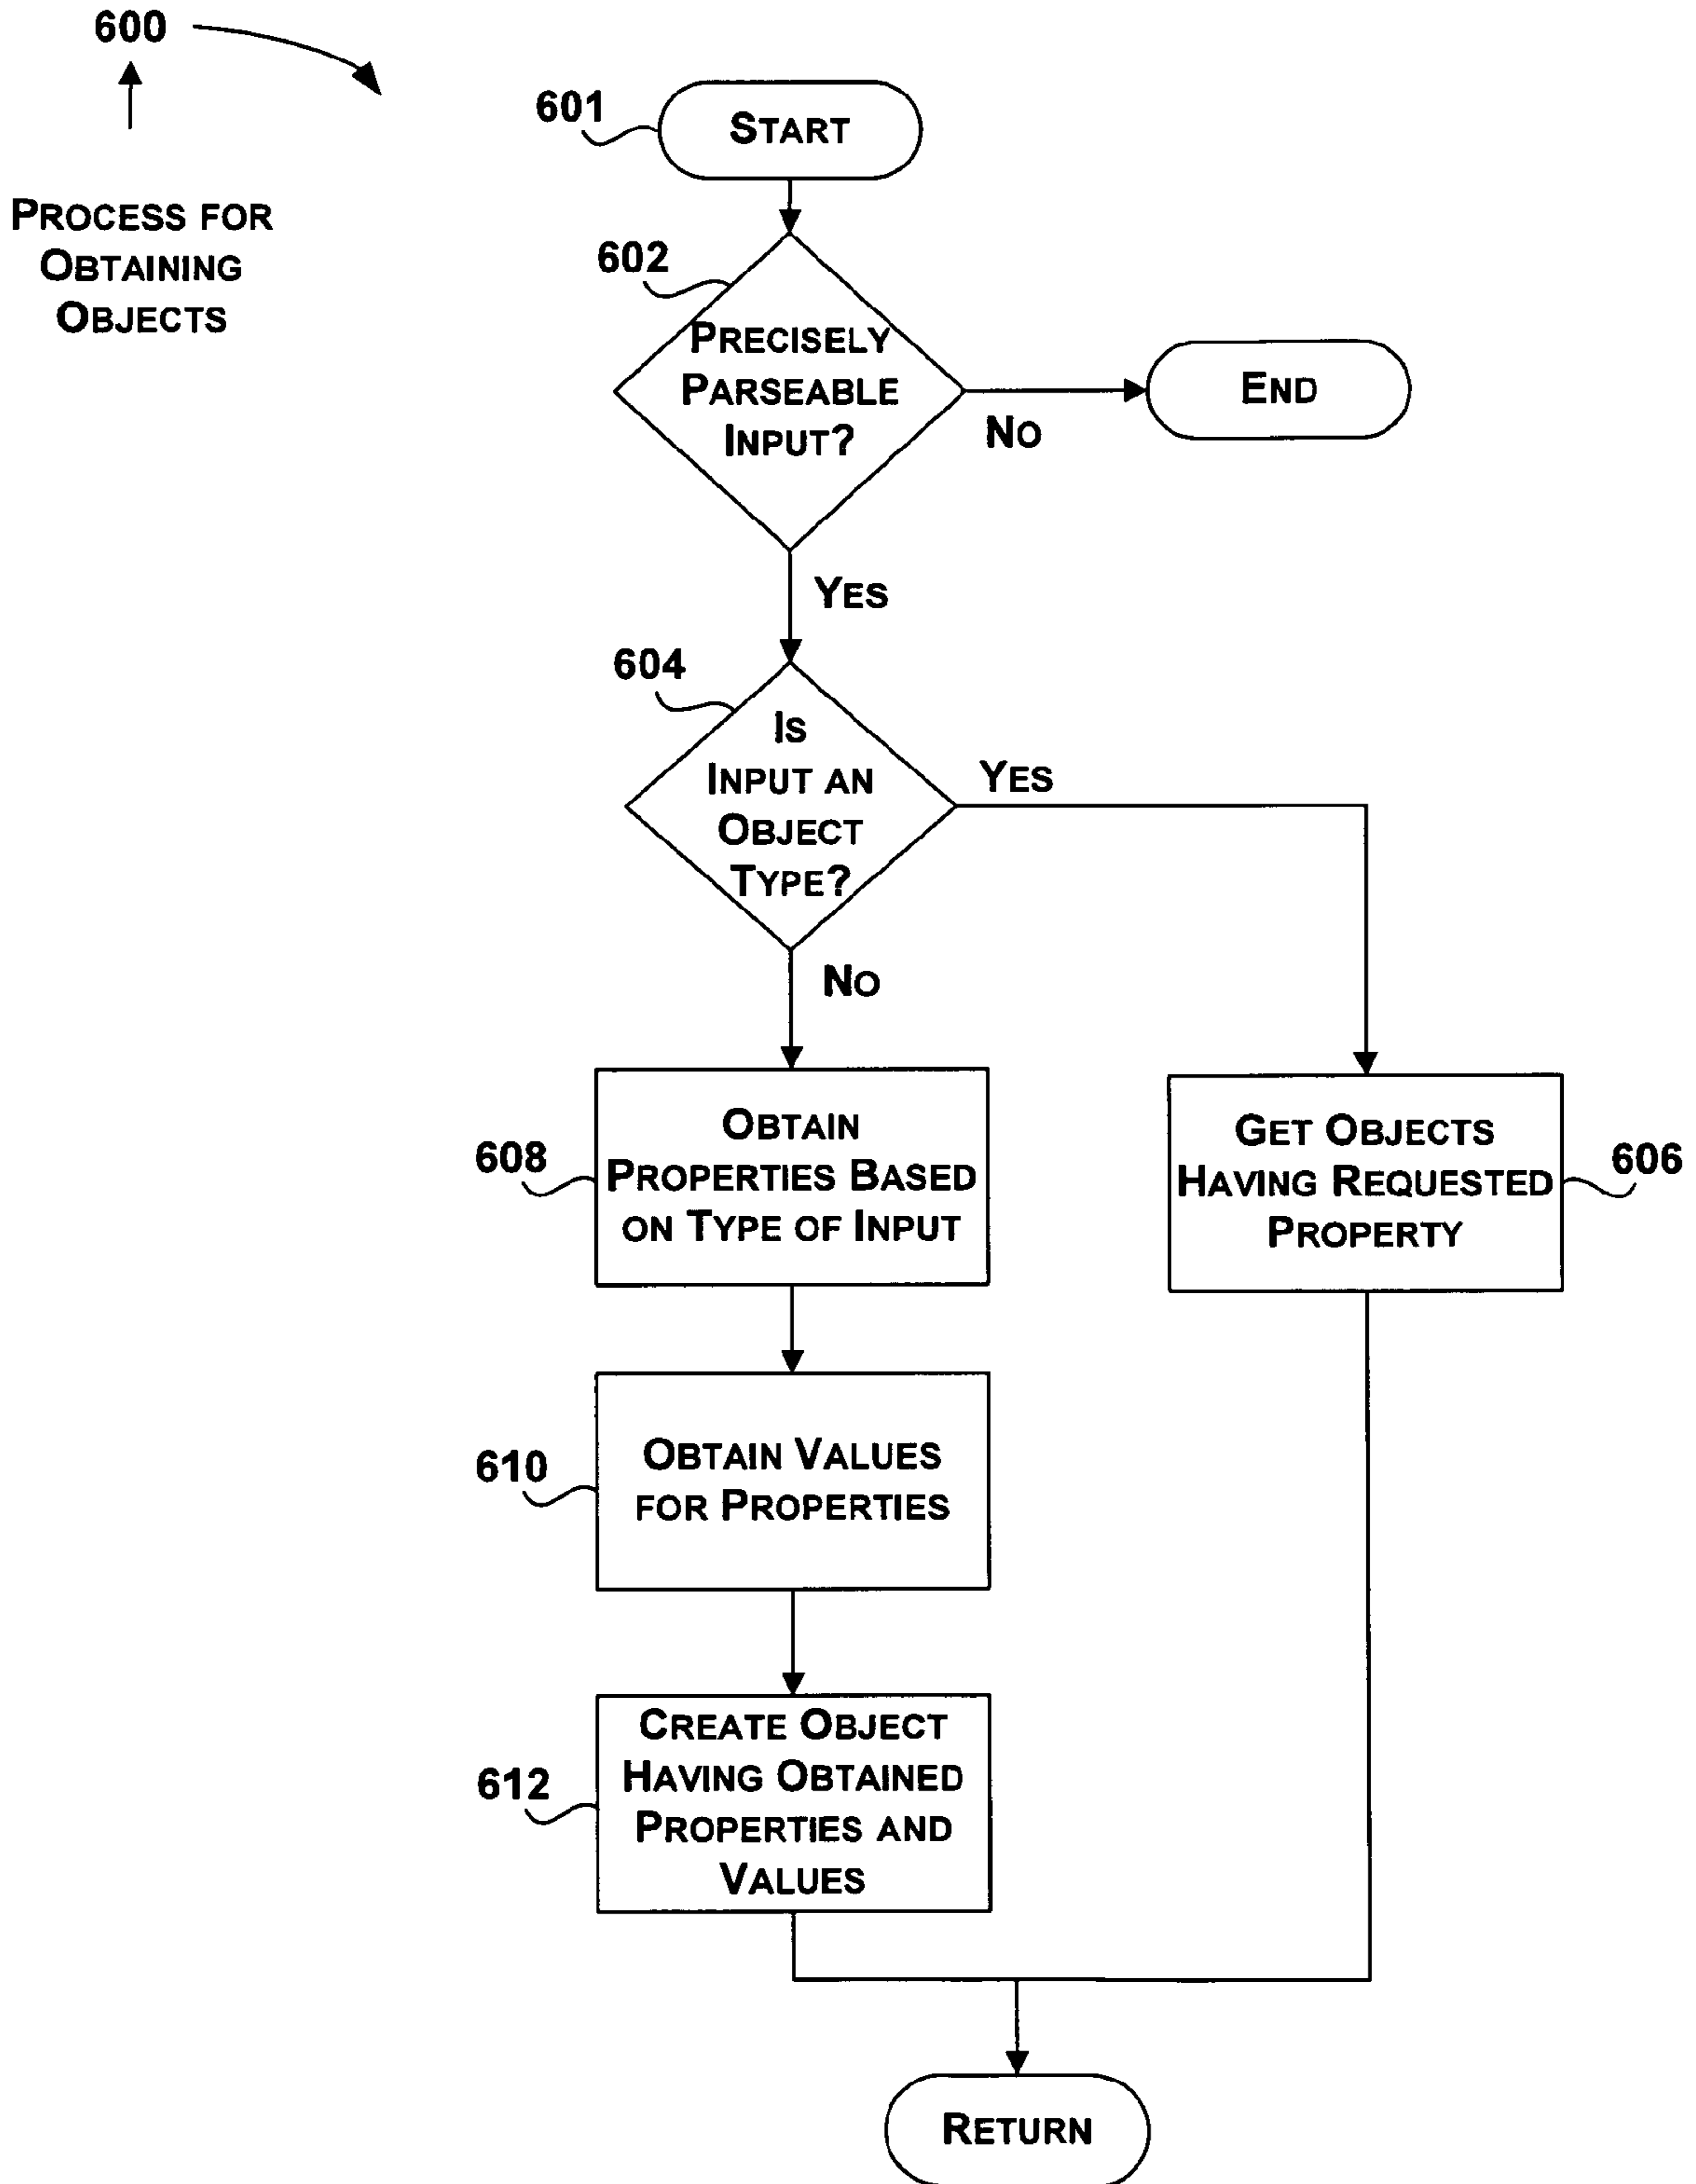 600
PROCESS FOR
OBTAINING
OBJECTS
601
START
602
PRECISELY
PARSEABLE
INPUT?
NO
END
YES
604
IS
INPUT AN
OBJECT
TYPE?
YES
NO
608
OBTAIN
PROPERTIES BASED
ON TYPE OF INPUT
GET OBJECTS
HAVING REQUESTED
PROPERTY
606
610
OBTAIN VALUES
FOR PROPERTIES
612
CREATE OBJECT
HAVING OBTAINED
PROPERTIES AND
VALUES
RETURN